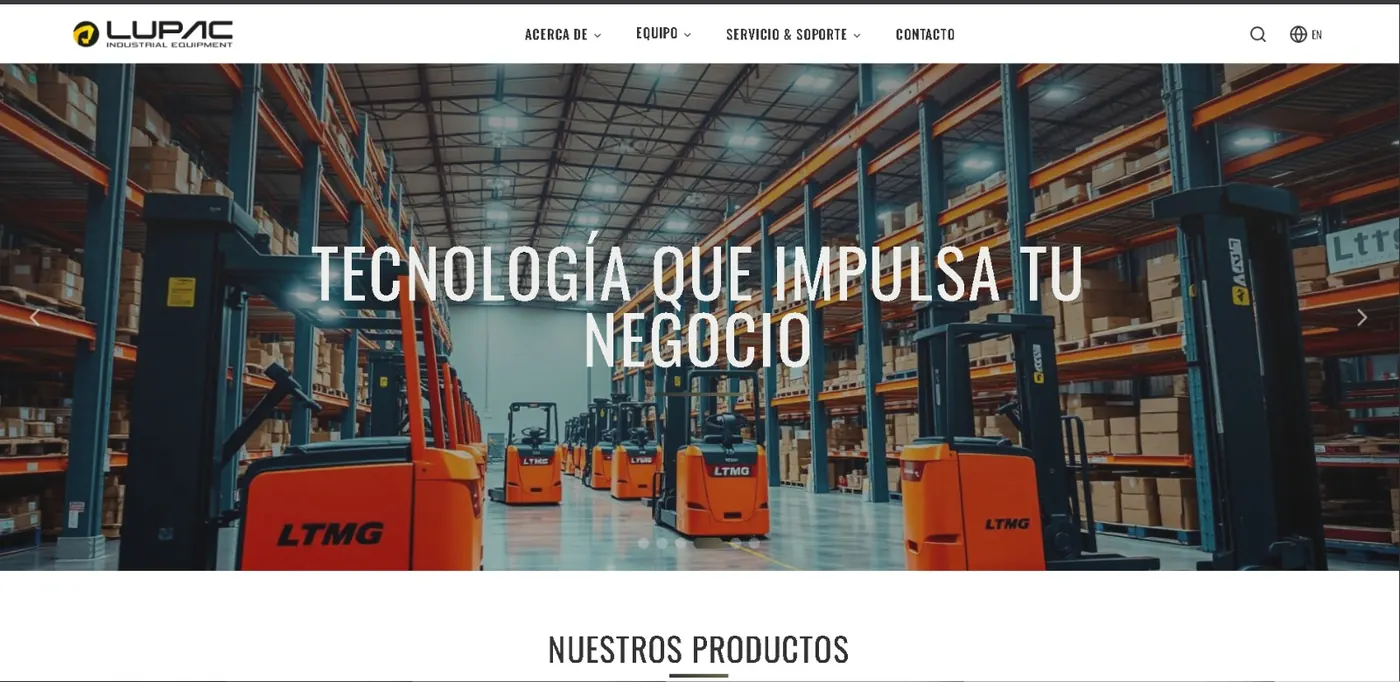 LUPAC
INDUSTRIAL EQUIPMENT
ACERCA DE
EQUIPO
SERVICIO & SOPORTE
CONTACTO
EN
TECNOLOGÍA QUE IMPULSA TU
NEGOCIO
LTMG
LTMG
LTMG
LTMG
LTMG
NUESTROS PRODUCTOS